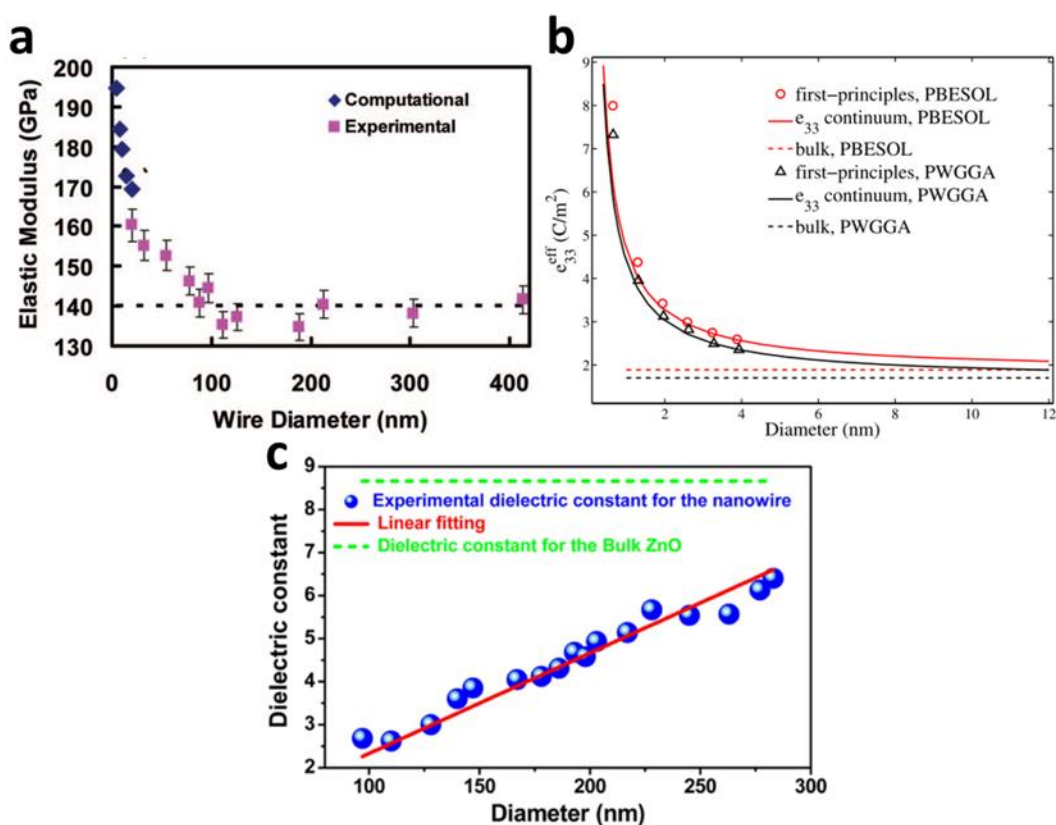 a
200
190
180
170
160
150
140
130
0
100
200
300
400
Elastic Modulus (GPa)
Wire Diameter (nm)
Computational
Experimental
b
9
8
7
6
5
4
3
2
2
4
6
8
10
12
e33eff (C/m2)
Diameter (nm)
first−principles, PBESOL
e33 continuum, PBESOL
bulk, PBESOL
first−principles, PWGGA
e33 continuum, PWGGA
bulk, PWGGA
c
9
8
7
6
5
4
3
2
100
150
200
250
300
Dielectric constant
Diameter (nm)
Experimental dielectric constant for the nanowire
Linear fitting
Dielectric constant for the Bulk ZnO